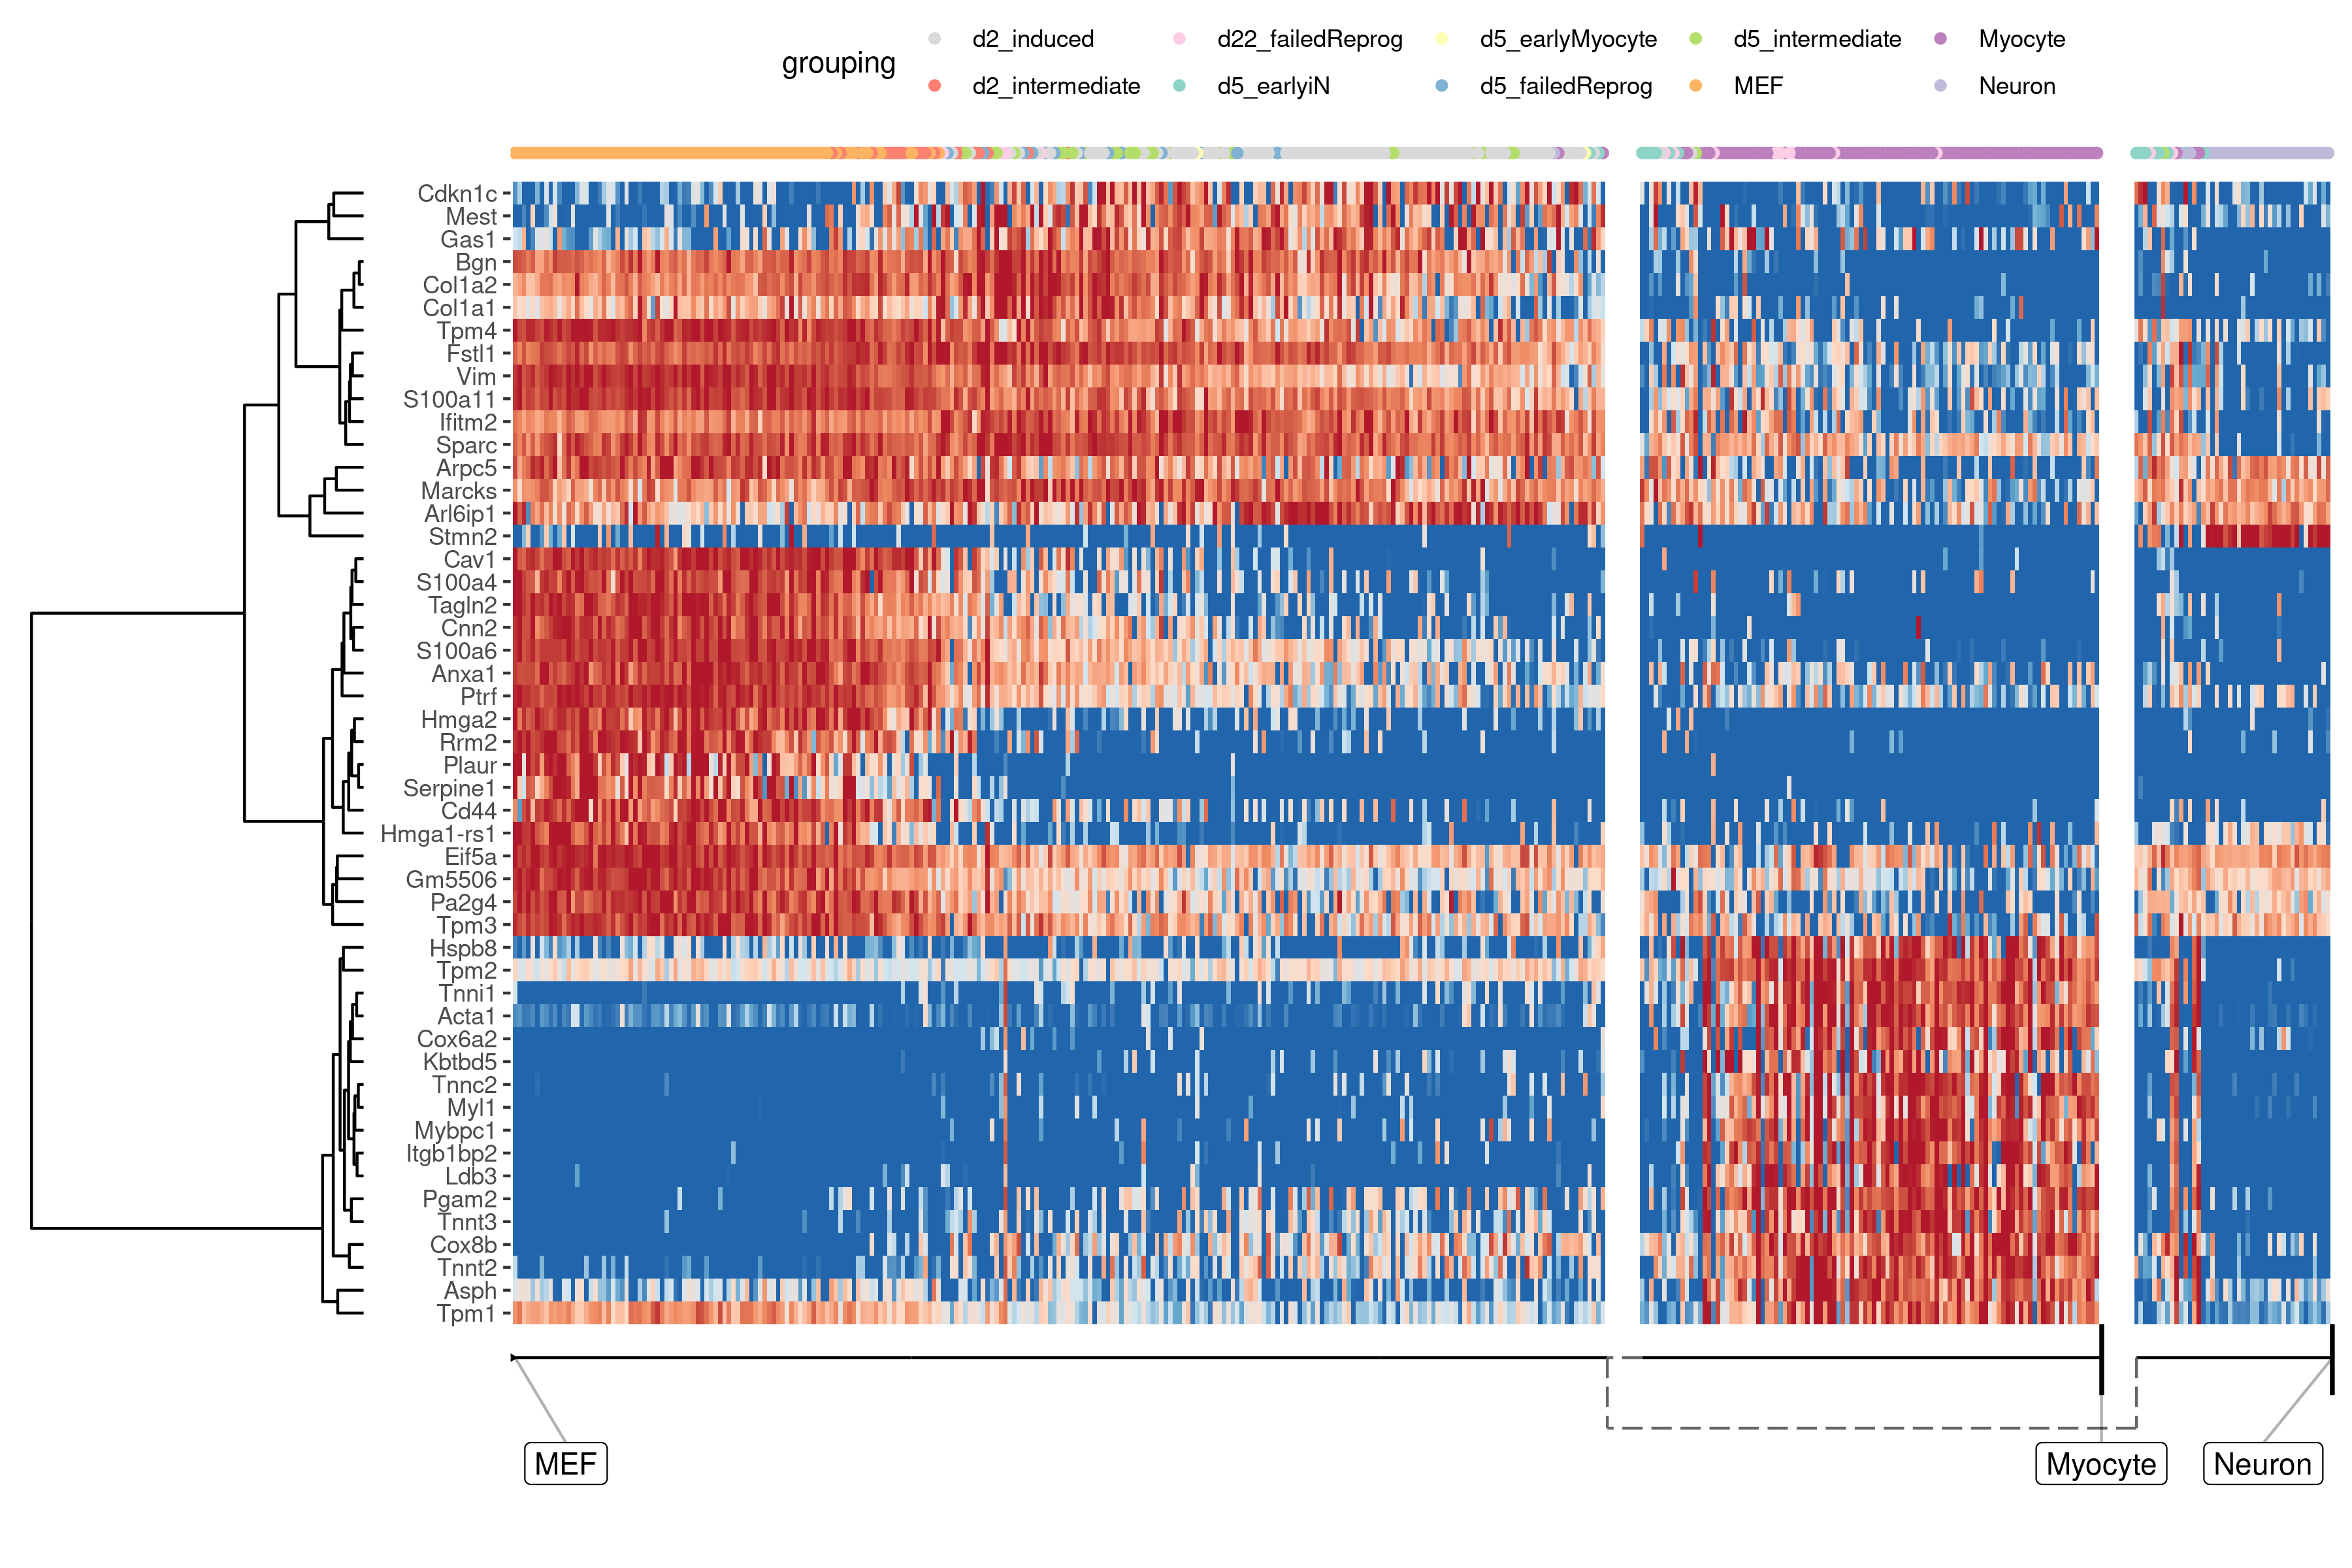 grouping
d2_induced
d22_failedReprog
d5_earlyMyocyte
d5_intermediate
Myocyte
d2_intermediate
d5_earlyiN
d5_failedReprog
MEF
Neuron
Cdkn1c
Mest
Gas1
Bgn
Col1a2
Col1a1
Tpm4
Fstl1
Vim
S100a11
Ifitm2
Sparc
Arpc5
Marcks
Arl6ip1
Stmn2
Cav1
S100a4
Tagln2
Cnn2
S100a6
Anxa1
Ptrf
Hmga2
Rrm2
Plaur
Serpine1
Cd44
Hmga1-rs1
Eif5a
Gm5506
Pa2g4
Tpm3
Hspb8
Tpm2
Tnni1
Acta1
Cox6a2
Kbtbd5
Tnnc2
Myl1
Mybpc1
Itgb1bp2
Ldb3
Pgam2
Tnnt3
Cox8b
Tnnt2
Asph
Tpm1
MEF
Myocyte
Neuron